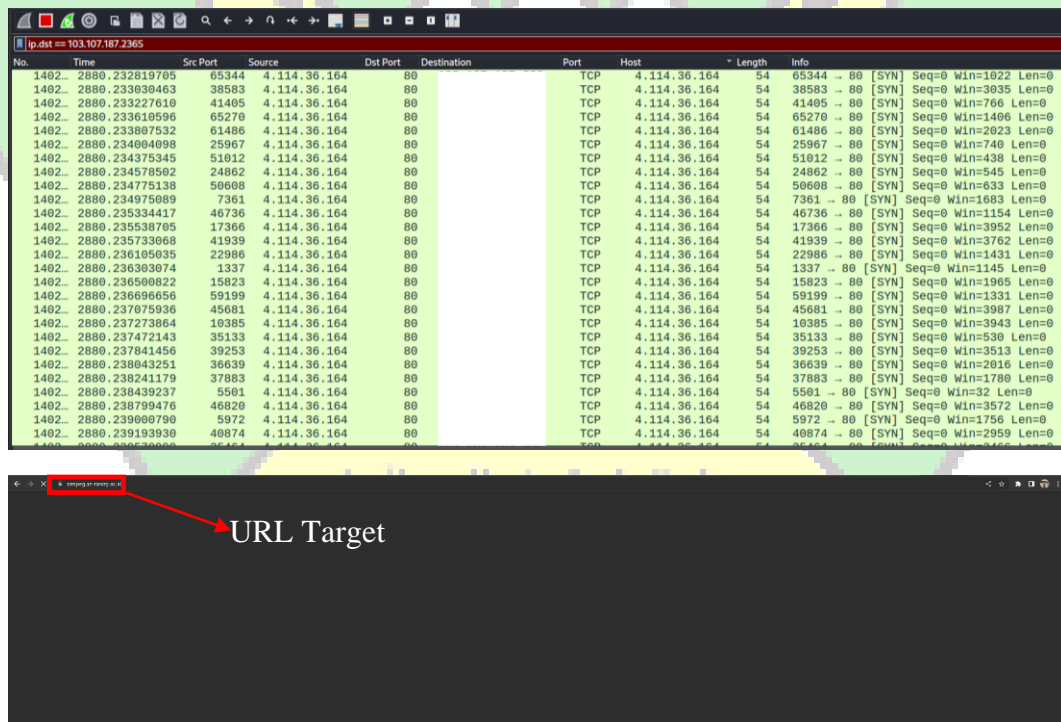 ip.dst == 103.107.187.2365
No. Time Src Port Source Dst Port Destination Port Host Length Info
1402… 2880.232819705 65344 4.114.36.164 80 TCP 4.114.36.164 54 65344 → 80 [SYN] Seq=0 Win=1022 Len=0
1402… 2880.233030463 38583 4.114.36.164 80 TCP 4.114.36.164 54 38583 → 80 [SYN] Seq=0 Win=3035 Len=0
1402… 2880.233227610 41405 4.114.36.164 80 TCP 4.114.36.164 54 41405 → 80 [SYN] Seq=0 Win=766 Len=0
1402… 2880.233610596 65270 4.114.36.164 80 TCP 4.114.36.164 54 65270 → 80 [SYN] Seq=0 Win=1406 Len=0
1402… 2880.233807532 61486 4.114.36.164 80 TCP 4.114.36.164 54 61486 → 80 [SYN] Seq=0 Win=2023 Len=0
1402… 2880.234004098 25967 4.114.36.164 80 TCP 4.114.36.164 54 25967 → 80 [SYN] Seq=0 Win=740 Len=0
1402… 2880.234375345 51012 4.114.36.164 80 TCP 4.114.36.164 54 51012 → 80 [SYN] Seq=0 Win=438 Len=0
1402… 2880.234578502 24862 4.114.36.164 80 TCP 4.114.36.164 54 24862 → 80 [SYN] Seq=0 Win=545 Len=0
1402… 2880.234775138 50608 4.114.36.164 80 TCP 4.114.36.164 54 50608 → 80 [SYN] Seq=0 Win=633 Len=0
1402… 2880.234975089 7361 4.114.36.164 80 TCP 4.114.36.164 54 7361 → 80 [SYN] Seq=0 Win=1683 Len=0
1402… 2880.235334417 46736 4.114.36.164 80 TCP 4.114.36.164 54 46736 → 80 [SYN] Seq=0 Win=1154 Len=0
1402… 2880.235538705 17366 4.114.36.164 80 TCP 4.114.36.164 54 17366 → 80 [SYN] Seq=0 Win=3952 Len=0
1402… 2880.235733068 41939 4.114.36.164 80 TCP 4.114.36.164 54 41939 → 80 [SYN] Seq=0 Win=3762 Len=0
1402… 2880.236105035 22986 4.114.36.164 80 TCP 4.114.36.164 54 22986 → 80 [SYN] Seq=0 Win=1431 Len=0
1402… 2880.236303074 1337 4.114.36.164 80 TCP 4.114.36.164 54 1337 → 80 [SYN] Seq=0 Win=1145 Len=0
1402… 2880.236500822 15823 4.114.36.164 80 TCP 4.114.36.164 54 15823 → 80 [SYN] Seq=0 Win=1965 Len=0
1402… 2880.236696656 59199 4.114.36.164 80 TCP 4.114.36.164 54 59199 → 80 [SYN] Seq=0 Win=1331 Len=0
1402… 2880.237075936 45681 4.114.36.164 80 TCP 4.114.36.164 54 45681 → 80 [SYN] Seq=0 Win=3987 Len=0
1402… 2880.237273864 10385 4.114.36.164 80 TCP 4.114.36.164 54 10385 → 80 [SYN] Seq=0 Win=3943 Len=0
1402… 2880.237472143 35133 4.114.36.164 80 TCP 4.114.36.164 54 35133 → 80 [SYN] Seq=0 Win=530 Len=0
1402… 2880.237841456 39253 4.114.36.164 80 TCP 4.114.36.164 54 39253 → 80 [SYN] Seq=0 Win=3513 Len=0
1402… 2880.238043251 36639 4.114.36.164 80 TCP 4.114.36.164 54 36639 → 80 [SYN] Seq=0 Win=2016 Len=0
1402… 2880.238241179 37883 4.114.36.164 80 TCP 4.114.36.164 54 37883 → 80 [SYN] Seq=0 Win=1780 Len=0
1402… 2880.238439237 5501 4.114.36.164 80 TCP 4.114.36.164 54 5501 → 80 [SYN] Seq=0 Win=32 Len=0
1402… 2880.238799476 46820 4.114.36.164 80 TCP 4.114.36.164 54 46820 → 80 [SYN] Seq=0 Win=3572 Len=0
1402… 2880.239000790 5972 4.114.36.164 80 TCP 4.114.36.164 54 5972 → 80 [SYN] Seq=0 Win=1756 Len=0
1402… 2880.239193930 40874 4.114.36.164 80 TCP 4.114.36.164 54 40874 → 80 [SYN] Seq=0 Win=2959 Len=0
simpeg.ar-raniry.ac.id
URL Target